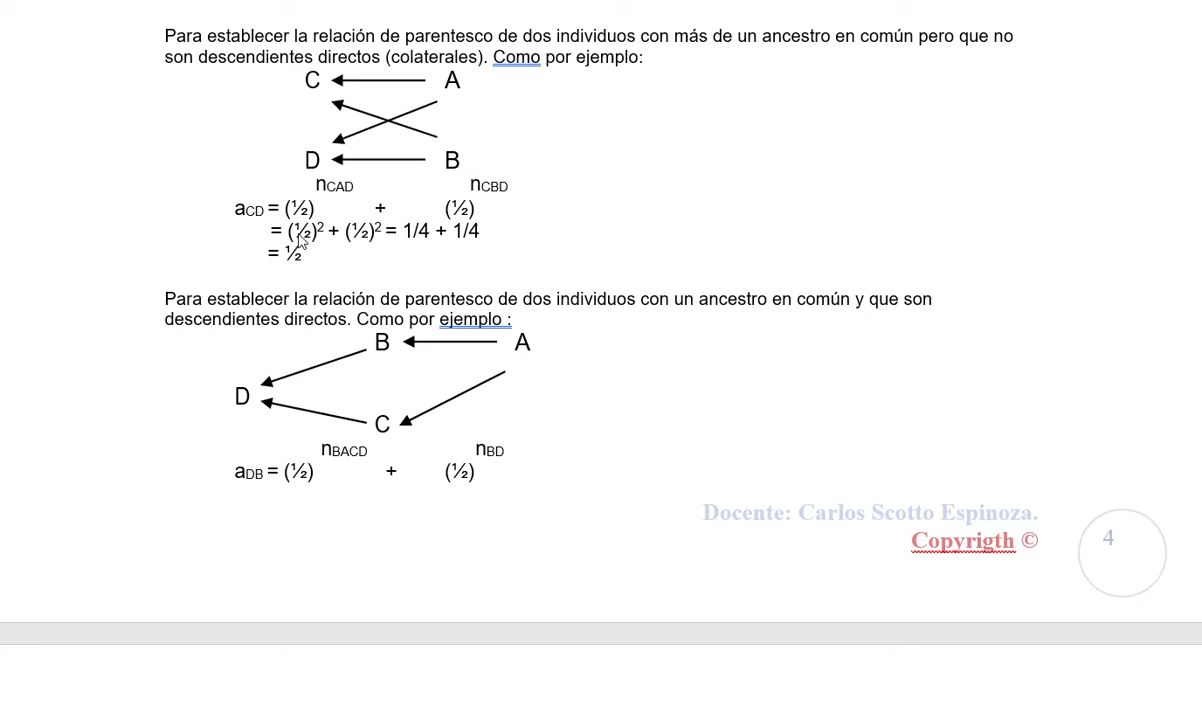 Para establecer la relación de parentesco de dos individuos con más de un ancestro en común pero que no
son descendientes directos (colaterales). Como por ejemplo:
C A
D B
nCAD nCBD
aCD = (½) + (½)
= (½)² + (½)² = 1/4 + 1/4
= ½
Para establecer la relación de parentesco de dos individuos con un ancestro en común y que son
descendientes directos. Como por ejemplo :
B A
D
C
nBACD nBD
aDB = (½) + (½)
Docente: Carlos Scotto Espinoza.
Copyrigth ©
4